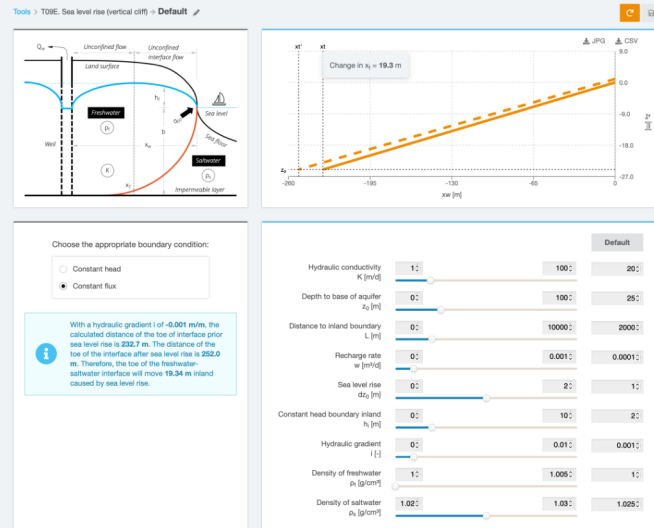 Tools > T09E. Sea level rise (vertical cliff) → Default
JPG CSV
Qw
Unconfined flow
Unconfined
interface flow
Land surface
hf
Freshwater
ρf
Sea level
Sea floor
b
Well
xw
Saltwater
ρs
K
xt
Impermeable layer
xt' xt
Change in xt = 19.3 m
9.0
0.0
-9.0
-18.0
-27.0
z0
z0 [m]
-260 -195 -130 -65 0
xw [m]
Choose the appropriate boundary condition:
Constant head
Constant flux
With a hydraulic gradient i of -0.001 m/m, the
calculated distance of the toe of interface prior
sea level rise is 232.7 m. The distance of the
toe of the interface after sea level rise is 252.0
m. Therefore, the toe of the freshwater-
saltwater interface will move 19.34 m inland
caused by sea level rise.
Default
Hydraulic conductivity
K [m/d]
1 100 20
Depth to base of aquifer
z0 [m]
0 100 25
Distance to inland boundary
L [m]
0 10000 2000
Recharge rate
w [m³/d]
0 0.001 0.0001
Sea level rise
dz0 [m]
0 2 1
Constant head boundary inland
hi [m]
0 10 2
Hydraulic gradient
i [-]
0 0.01 0.001
Density of freshwater
ρf [g/cm³]
1 1.005 1
Density of saltwater
ρs [g/cm³]
1.02 1.03 1.025